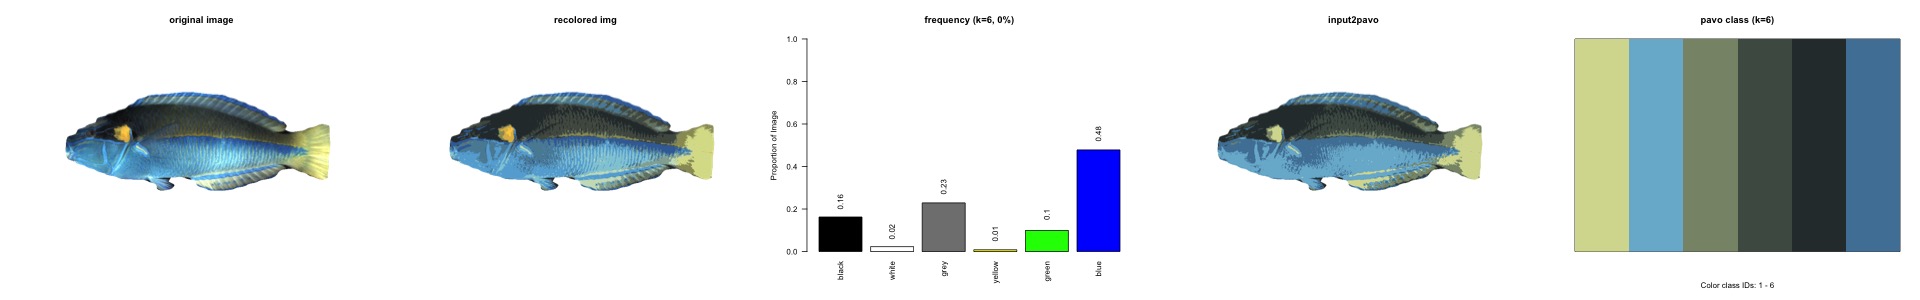 original image
recolored img
frequency (k=6, 0%)
input2pavo
pavo class (k=6)
Proportion of Image
1.0
0.8
0.6
0.4
0.2
0.0
0.16
0.02
0.23
0.01
0.1
0.48
black
white
grey
yellow
green
blue
Color class IDs: 1 - 6